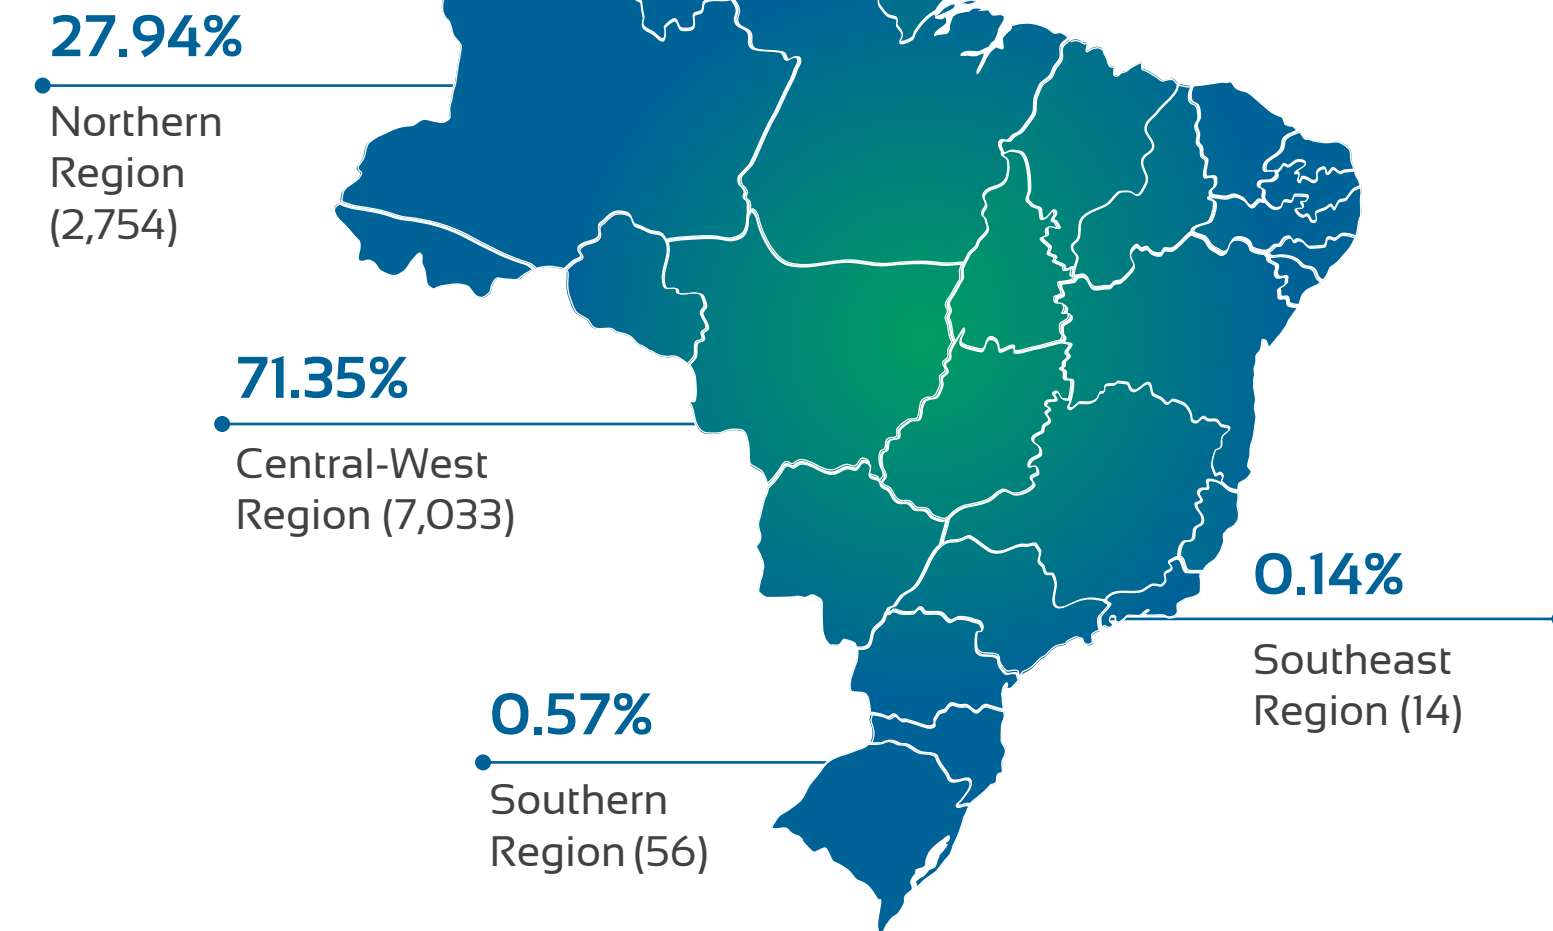 27.94%
Northern
Region
(2,754)
71.35%
Central-West
Region (7,033)
0.14%
Southeast
Region (14)
0.57%
Southern
Region (56)